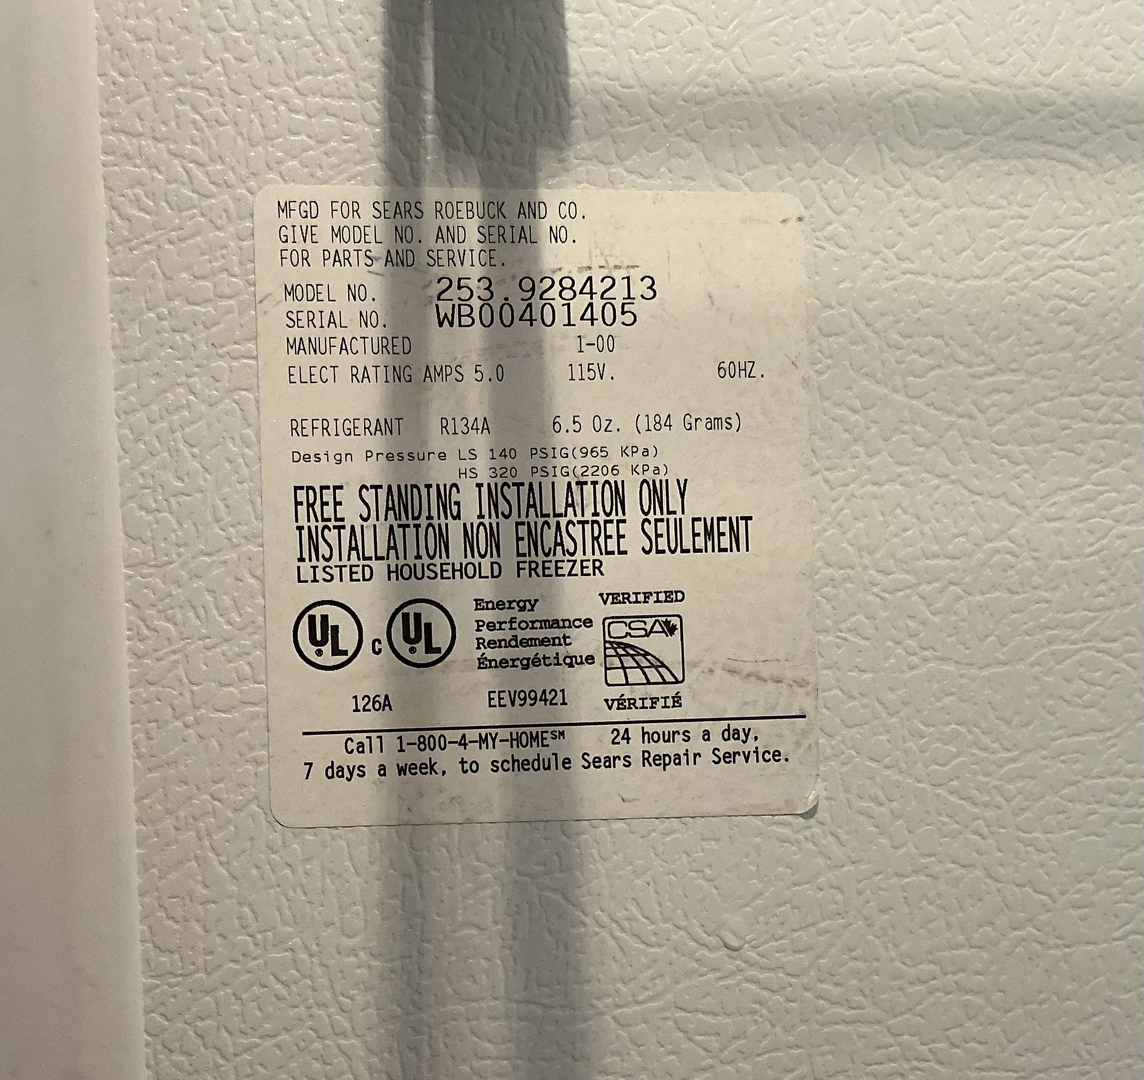 MFGD FOR SEARS ROEBUCK AND CO.
GIVE MODEL NO. AND SERIAL NO.
FOR PARTS AND SERVICE.
MODEL NO. 253.9284213
SERIAL NO. WB00401405
MANUFACTURED 1-00
ELECT RATING AMPS 5.0 115V. 60HZ.
REFRIGERANT R134A 6.5 Oz. (184 Grams)
Design Pressure LS 140 PSIG(965 KPa)
HS 320 PSIG(2206 KPa)
FREE STANDING INSTALLATION ONLY
INSTALLATION NON ENCASTREE SEULEMENT
LISTED HOUSEHOLD FREEZER
UL c UL
Energy
Performance
Rendement
Énergétique
VERIFIED
CSA
VÉRIFIÉ
126A EEV99421
Call 1-800-4-MY-HOME℠ 24 hours a day,
7 days a week, to schedule Sears Repair Service.